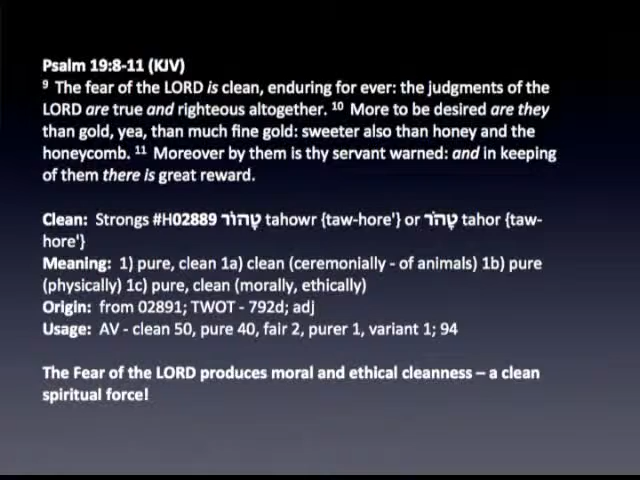 Psalm 19:8-11 (KJV)
⁹ The fear of the LORD is clean, enduring for ever: the judgments of the
LORD are true and righteous altogether. ¹⁰ More to be desired are they
than gold, yea, than much fine gold: sweeter also than honey and the
honeycomb. ¹¹ Moreover by them is thy servant warned: and in keeping
of them there is great reward.
Clean: Strongs #H02889 טָהוֹר tahowr {taw-hore'} or טָהֹר tahor {taw-
hore'}
Meaning: 1) pure, clean 1a) clean (ceremonially - of animals) 1b) pure
(physically) 1c) pure, clean (morally, ethically)
Origin: from 02891; TWOT - 792d; adj
Usage: AV - clean 50, pure 40, fair 2, purer 1, variant 1; 94
The Fear of the LORD produces moral and ethical cleanness – a clean
spiritual force!